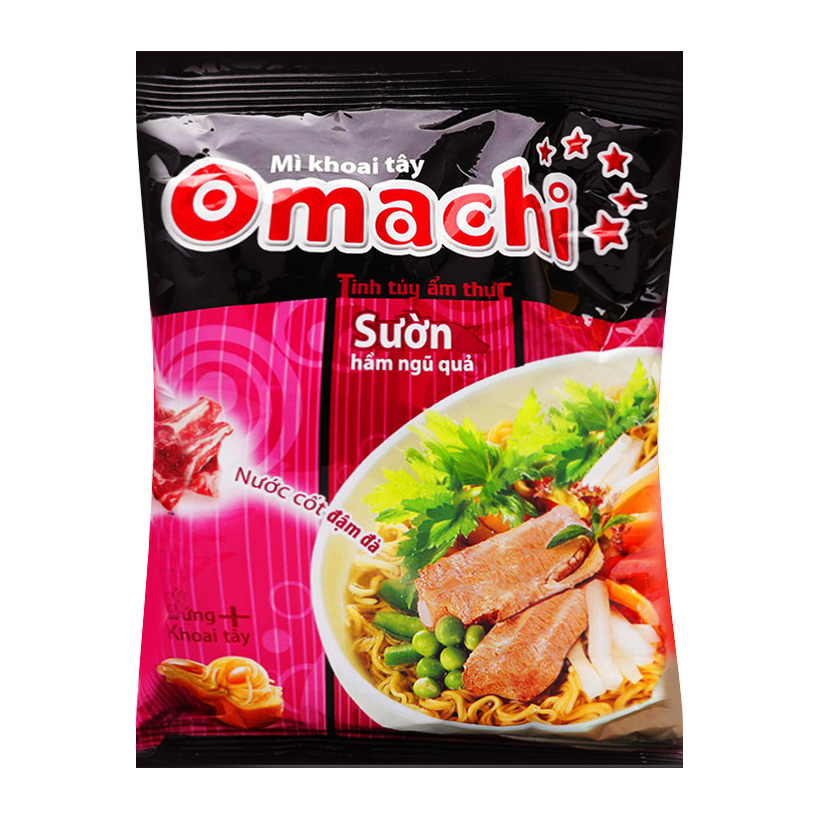 Mì khoai tây
Omachi
Tinh túy ẩm thực
Sườn
hầm ngũ quả
Nước cốt đậm đà
Khoai tây